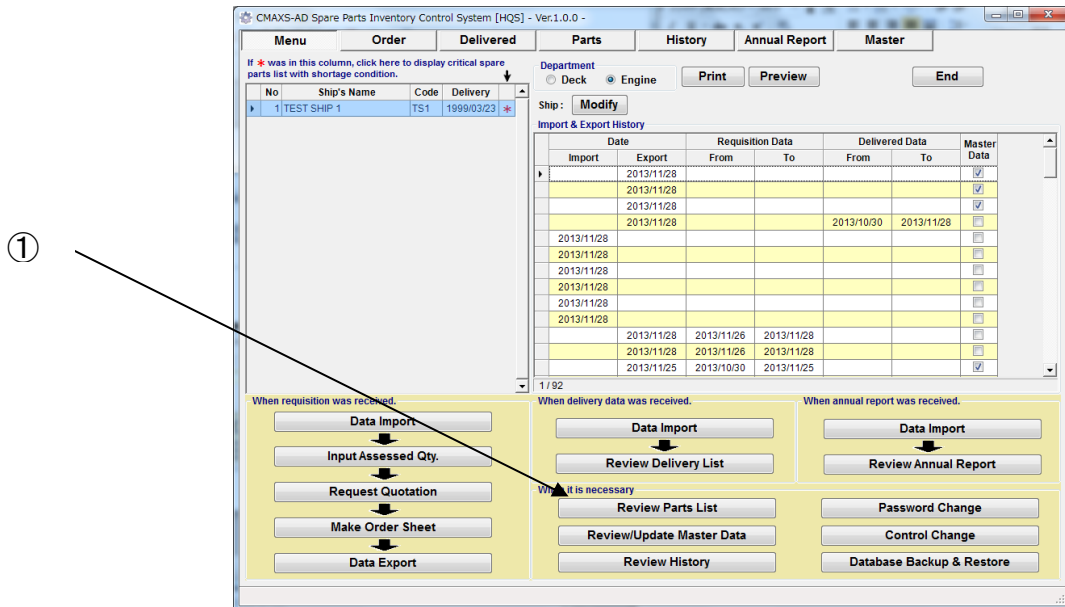 CMAXS-AD Spare Parts Inventory Control System [HQS] - Ver.1.0.0 -
Menu Order Delivered Parts History Annual Report Master
If * was in this column, click here to display critical spare
parts list with shortage condition.
No Ship's Name Code Delivery
1 TEST SHIP 1 TS1 1999/03/23 *
Department
Deck Engine Print Preview End
Ship : Modify
Import & Export History
Date Requisition Data Delivered Data Master
Data
Import Export From To From To
2013/11/28
2013/11/28
2013/11/28
2013/11/28 2013/10/30 2013/11/28
2013/11/28
2013/11/28
2013/11/28
2013/11/28
2013/11/28
2013/11/28
2013/11/28 2013/11/26 2013/11/28
2013/11/28 2013/11/26 2013/11/28
2013/11/25 2013/10/30 2013/11/25
1 / 92
①
When requisition was received.
Data Import
Input Assessed Qty.
Request Quotation
Make Order Sheet
Data Export
When delivery data was received.
Data Import
Review Delivery List
When annual report was received.
Data Import
Review Annual Report
When it is necessary
Review Parts List Password Change
Review/Update Master Data Control Change
Review History Database Backup & Restore